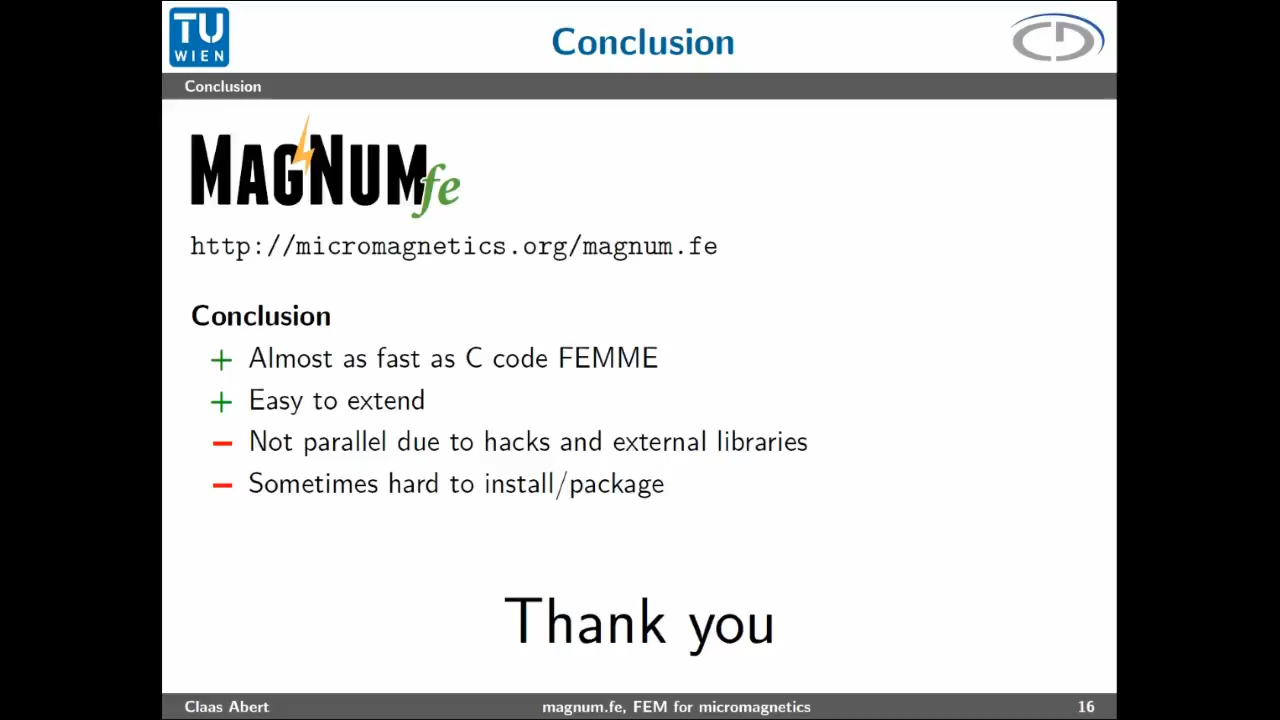 TU
WIEN
Conclusion
CD
Conclusion
MAGNUMfe
http://micromagnetics.org/magnum.fe
Conclusion
+ Almost as fast as C code FEMME
+ Easy to extend
– Not parallel due to hacks and external libraries
– Sometimes hard to install/package
Thank you
Claas Abert
magnum.fe, FEM for micromagnetics
16